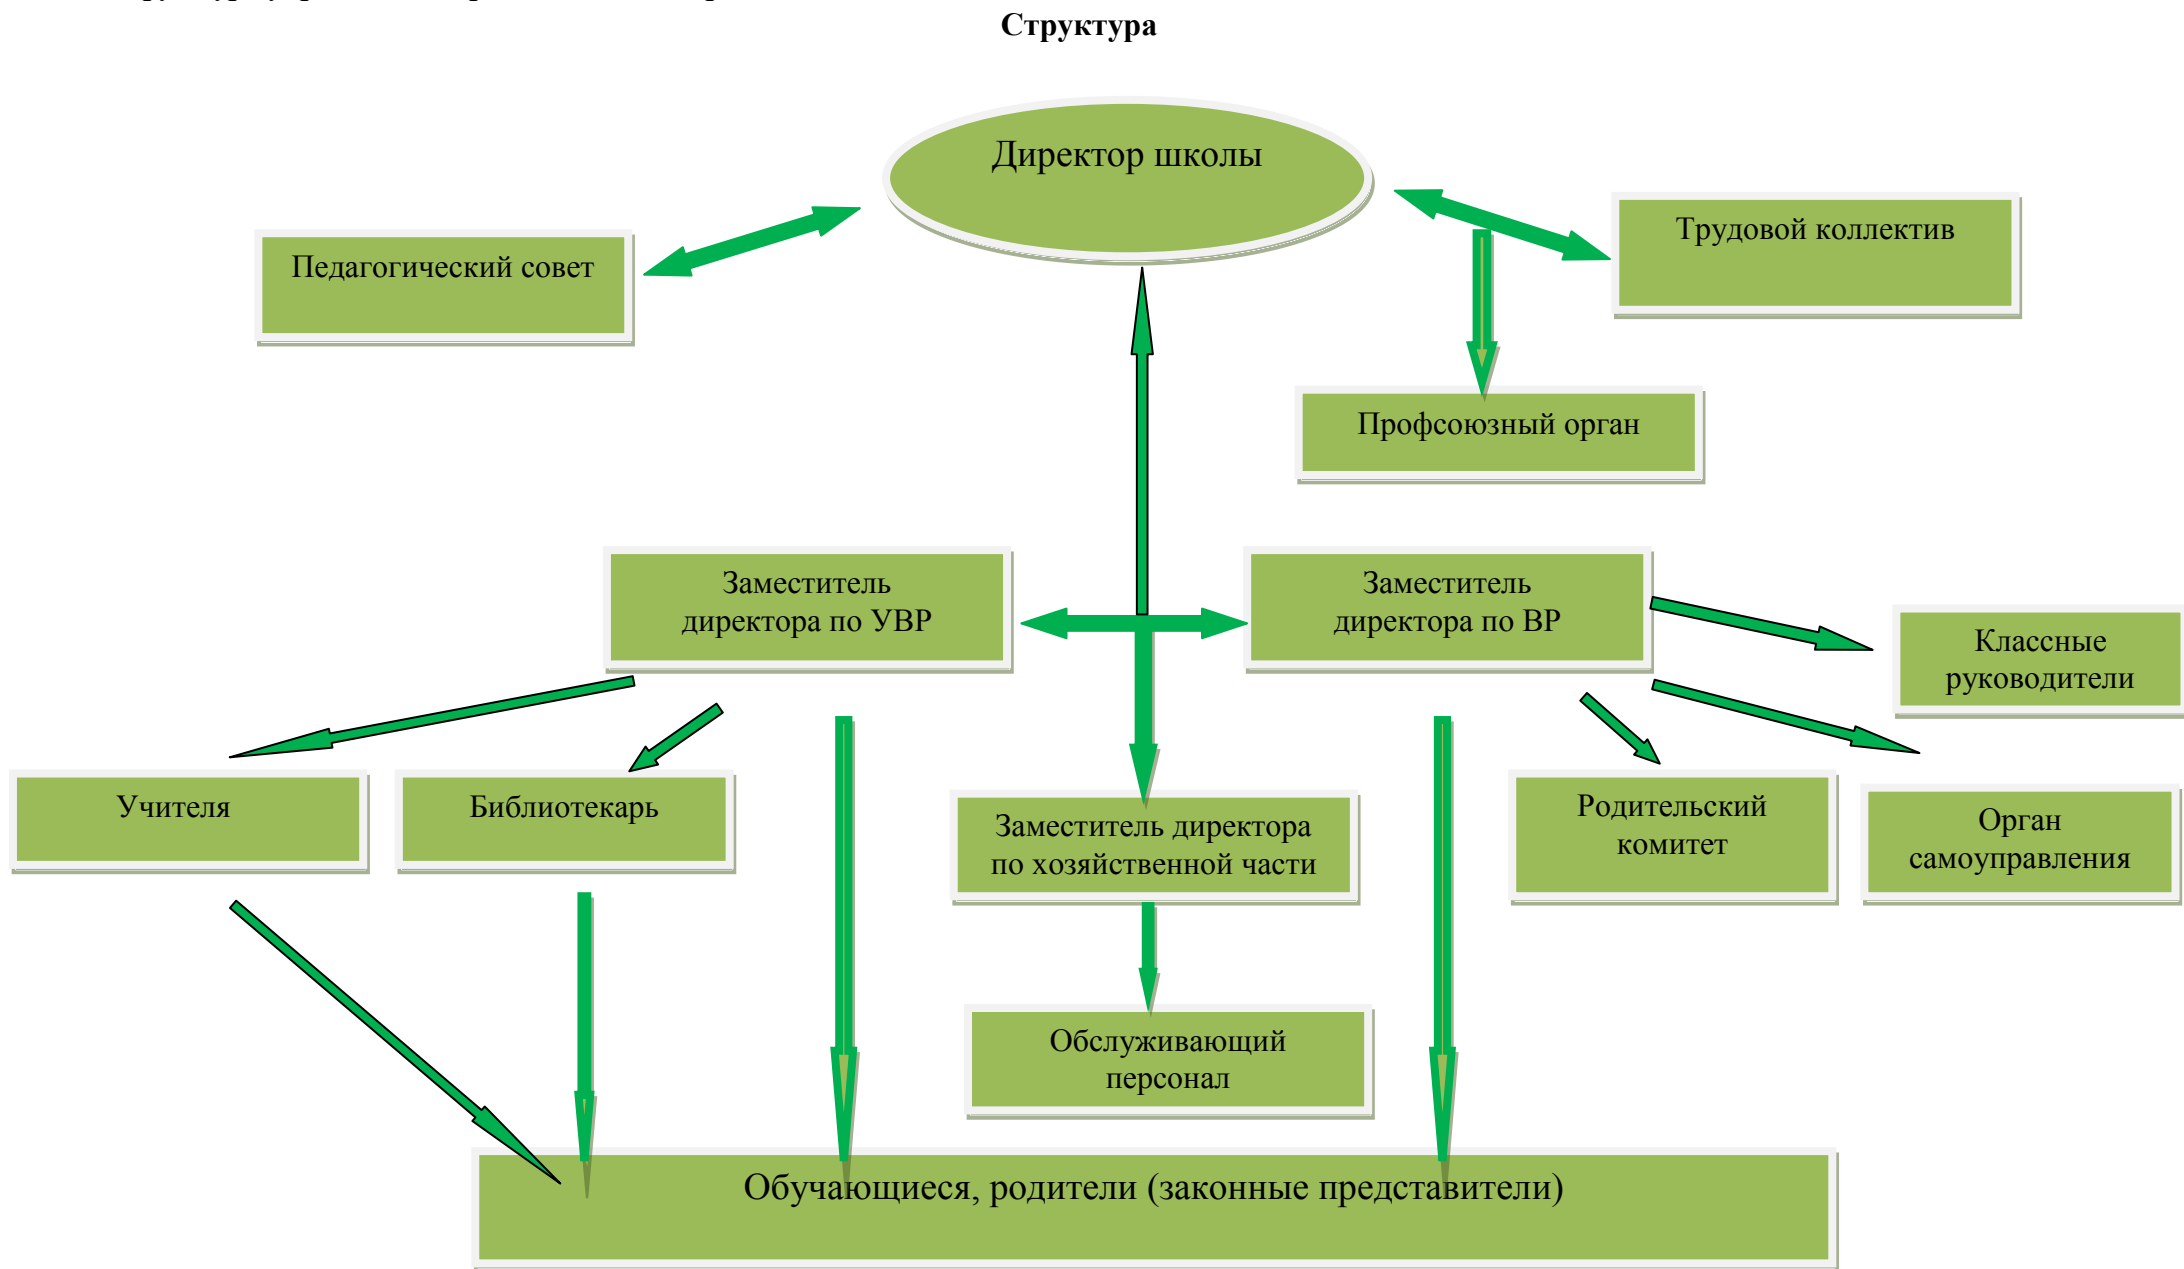 Структура
Директор школы
Трудовой коллектив
Педагогический совет
Профсоюзный орган
Заместитель
директора по УВР
Заместитель
директора по ВР
Классные
руководители
Учителя
Библиотекарь
Заместитель директора
по хозяйственной части
Родительский
комитет
Орган
самоуправления
Обслуживающий
персонал
Обучающиеся, родители (законные представители)